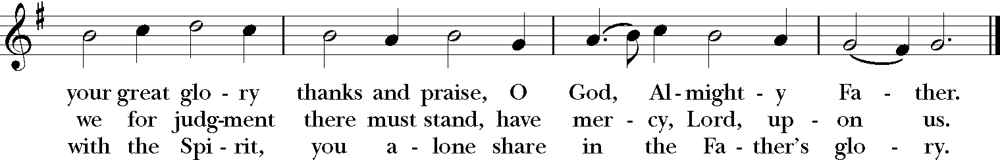 your great glo - ry thanks and praise, O God, Al - might - y Fa - ther.
we for judg-ment there must stand, have mer - cy, Lord, up - on us.
with the Spi - rit, you a - lone share in the Fa - ther's glo - ry.